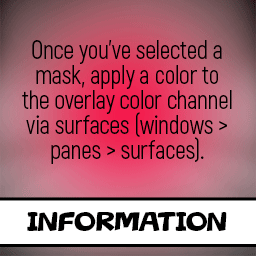 Once you've selected a
mask, apply a color to
the overlay color channel
via surfaces (windows >
panes > surfaces).
INFORMATION